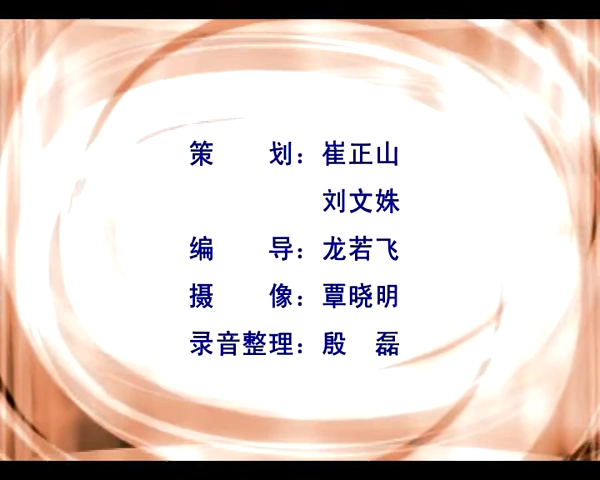 策　　划：崔正山
刘文姝
编　　导：龙若飞
摄　　像：覃晓明
录音整理：殷　磊